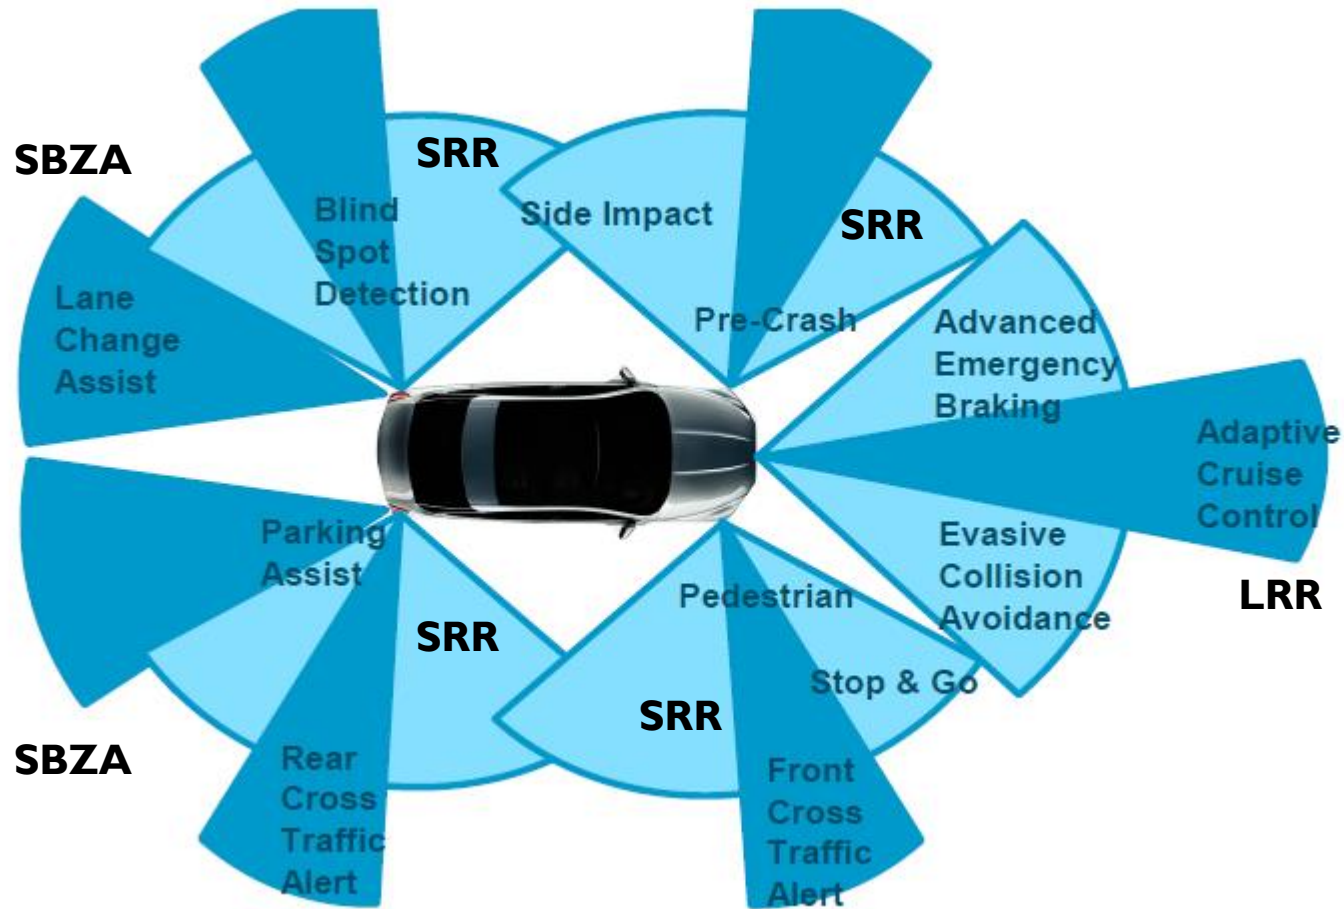 SBZA
SRR
Blind
Spot
Detection
Side Impact
SRR
Lane
Change
Assist
Pre-Crash
Advanced
Emergency
Braking
Adaptive
Cruise
Control
Parking
Assist
Evasive
Collision
Avoidance
LRR
Pedestrian
SRR
Stop & Go
SRR
SBZA
Rear
Cross
Traffic
Alert
Front
Cross
Traffic
Alert